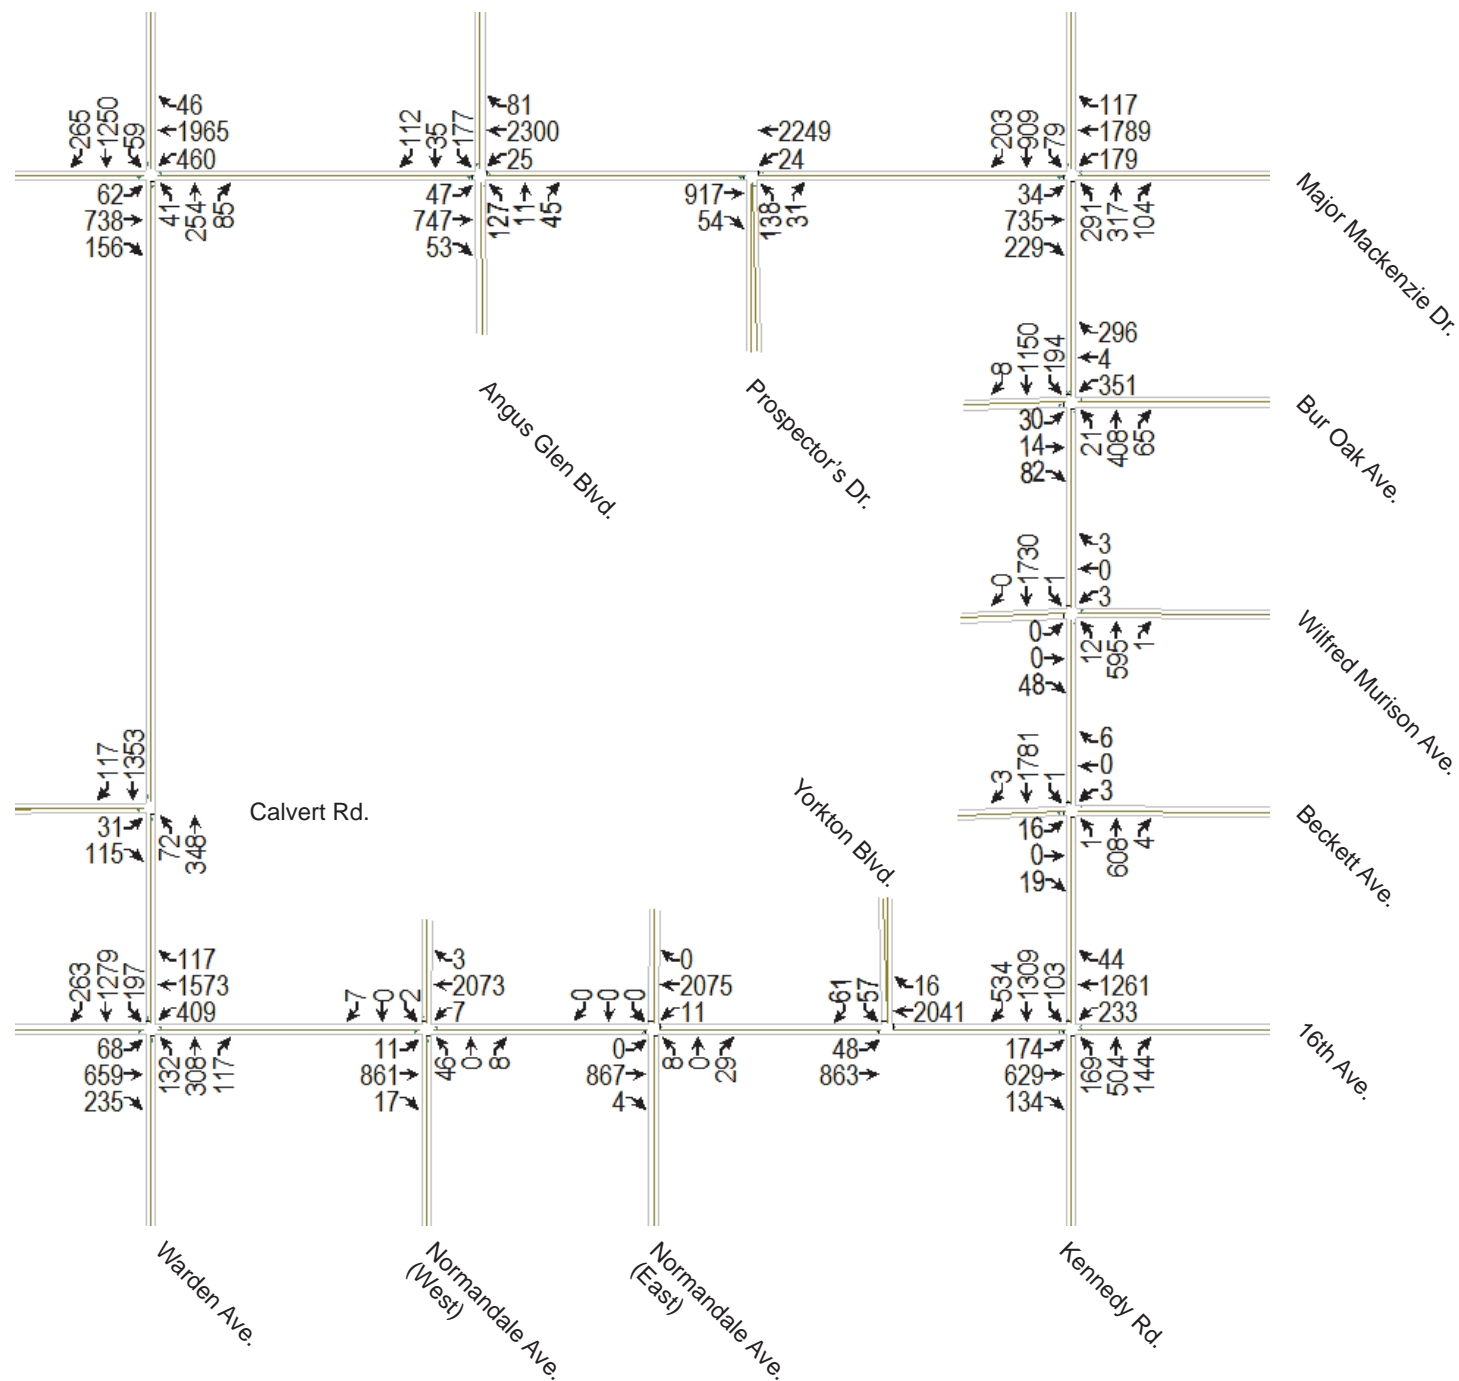 265 1250 59
46
1965
460
62
738
156
41 254 85
112 35 177
81
2300
25
47
747
53
127 11 45
2249
24
917
54
138 31
203 909 79
117
1789
179
34
735
229
291 317 104
Major Mackenzie Dr.
Angus Glen Blvd.
Prospector's Dr.
8 1150 194
296
4
351
30
14
82
21 408 65
Bur Oak Ave.
0 1730 1
3
0
3
0
0
48
12 595 1
Wilfred Murison Ave.
117 1353
31
115
72 348
Calvert Rd.
Yorkton Blvd.
3 1781 1
6
0
3
16
0
19
1 608 4
Beckett Ave.
263 1279 197
117
1573
409
68
659
235
132 308 117
7 0 2
3
2073
7
11
861
17
46 0 8
0 0 0
0
2075
11
0
867
4
8 0 29
61 57
16
2041
48
863
534 1309 103
44
1261
233
174
629
134
169 504 144
16th Ave.
Warden Ave.
Normandale Ave.
(West)
Normandale Ave.
(East)
Kennedy Rd.